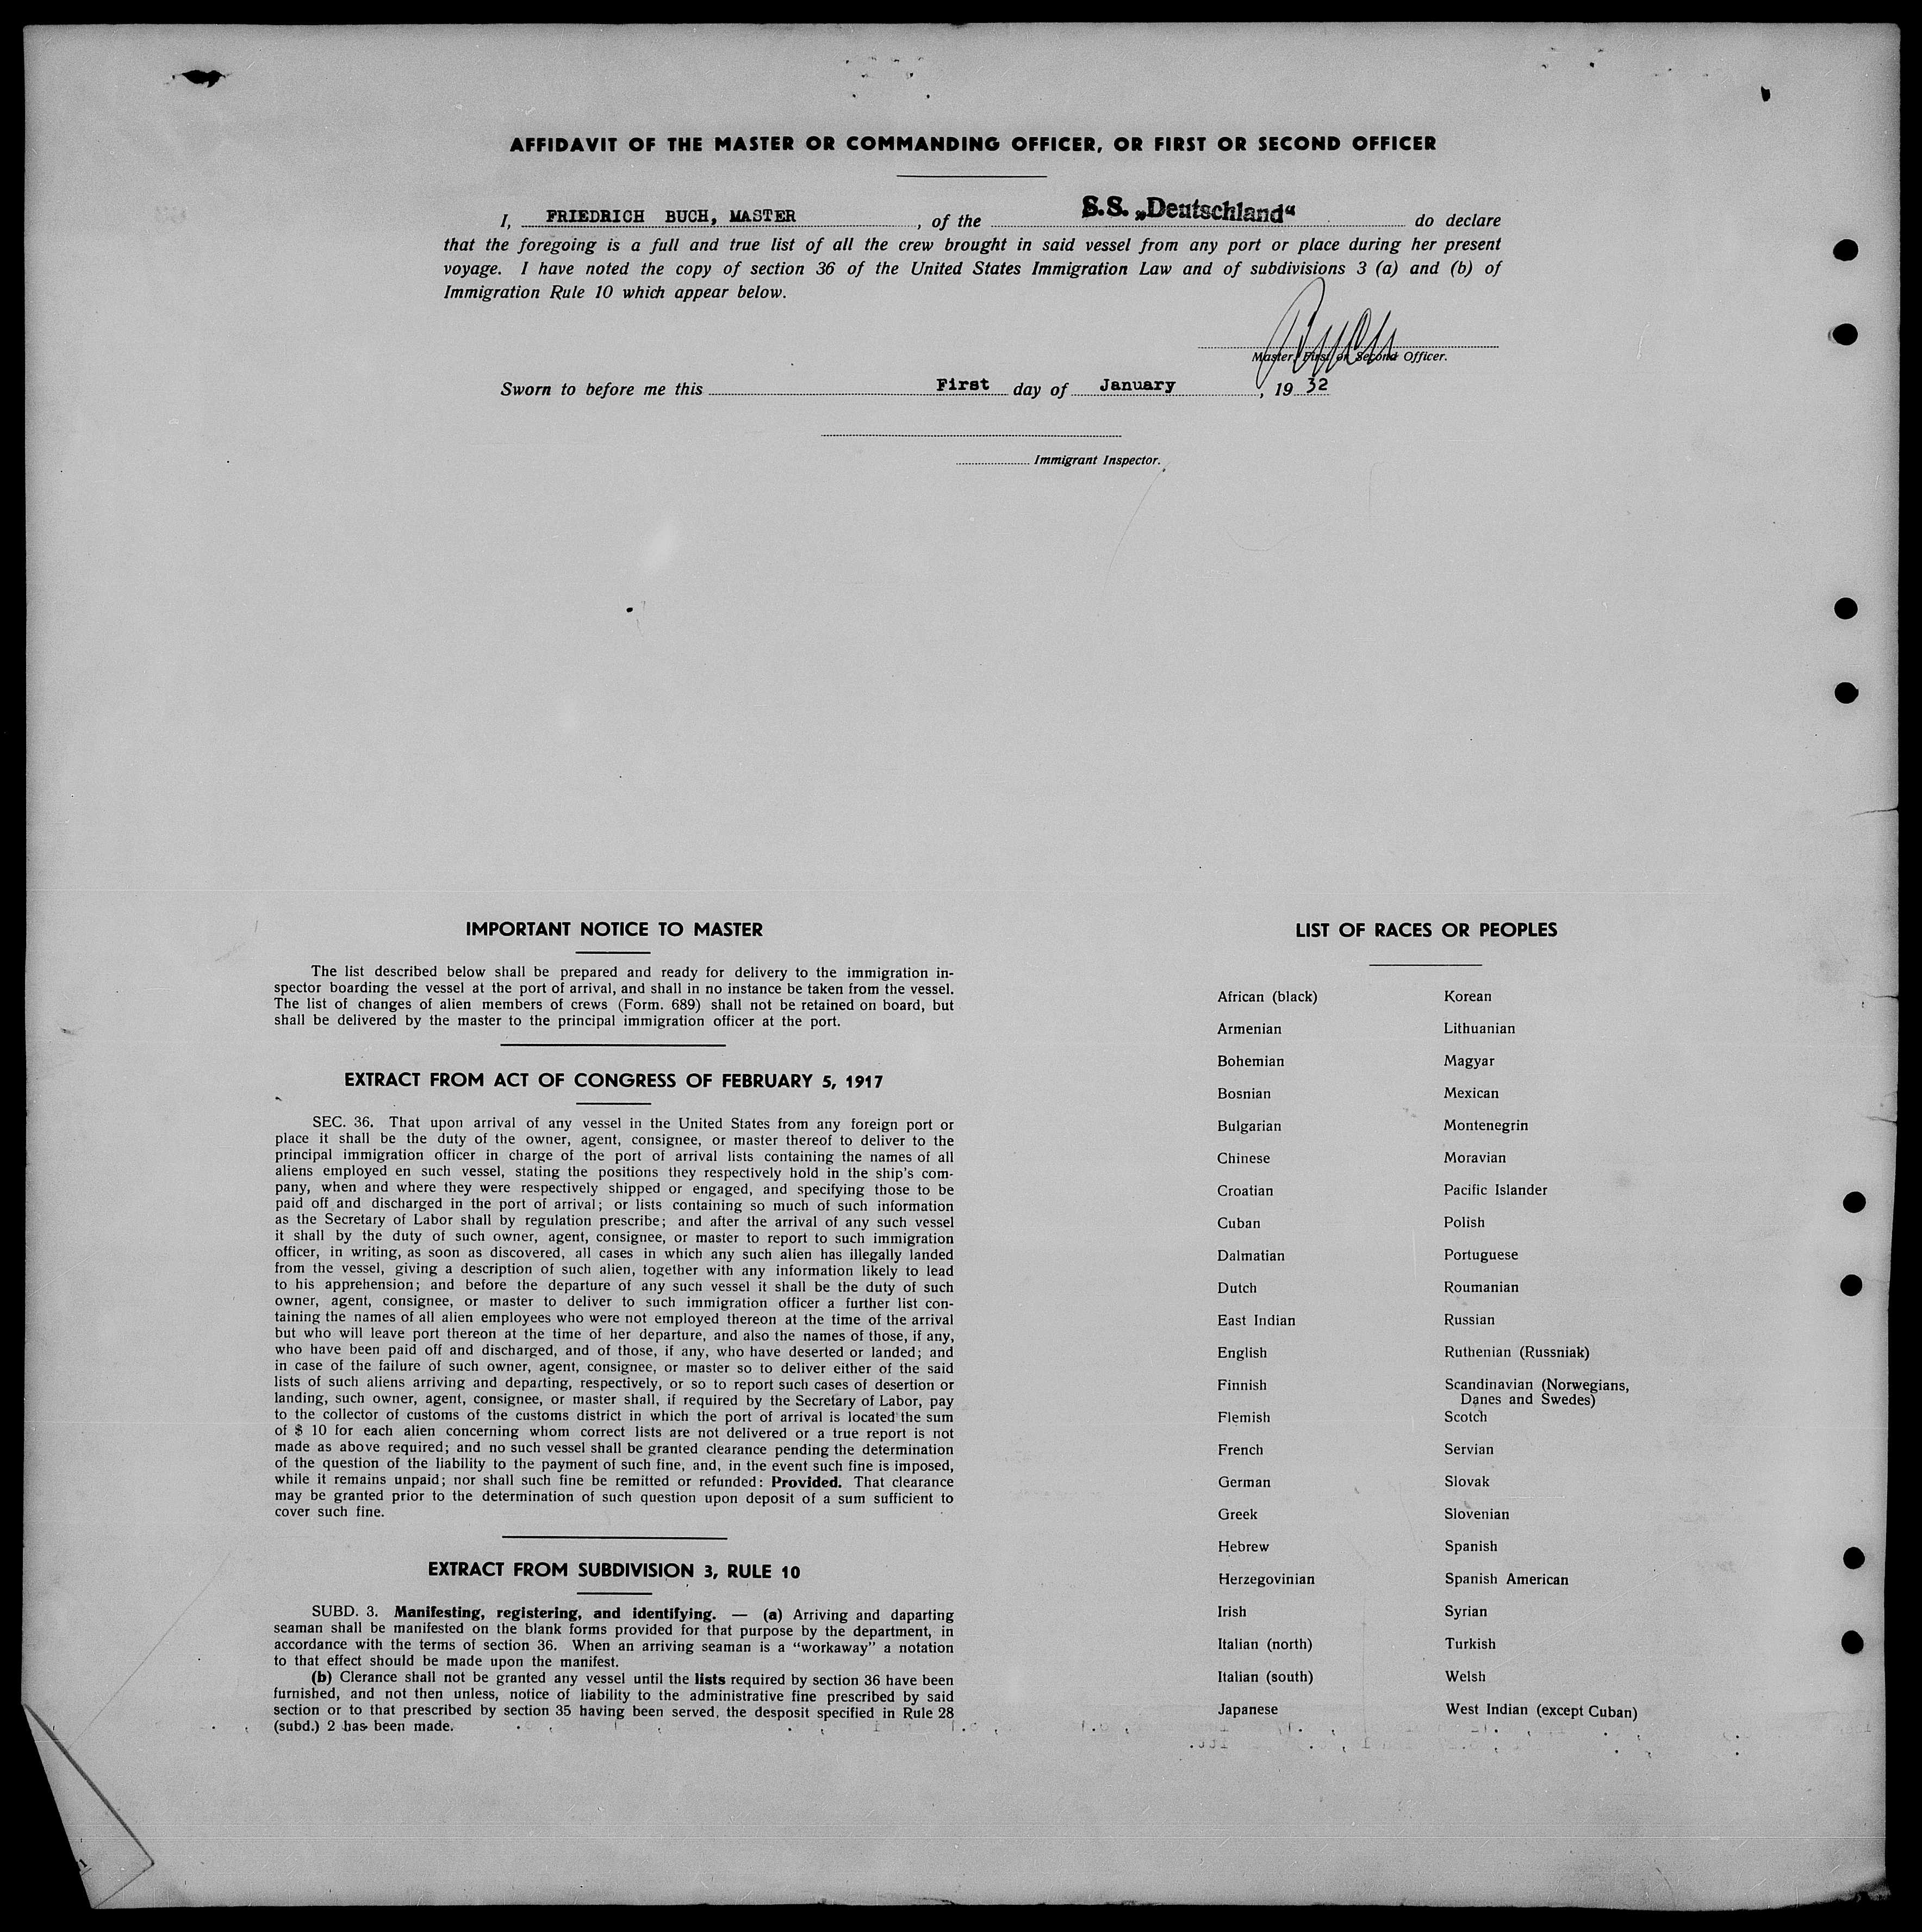 AFFIDAVIT OF THE MASTER OR COMMANDING OFFICER, OR FIRST OR SECOND OFFICER
I, FRIEDRICH BUCH, MASTER, of the S.S. „Deutschland“ do declare
that the foregoing is a full and true list of all the crew brought in said vessel from any port or place during her present
voyage. I have noted the copy of section 36 of the United States Immigration Law and of subdivisions 3 (a) and (b) of
Immigration Rule 10 which appear below.
Master, First or Second Officer.
Sworn to before me this First day of January, 19 32
Immigrant Inspector.
IMPORTANT NOTICE TO MASTER
The list described below shall be prepared and ready for delivery to the immigration in-
spector boarding the vessel at the port of arrival, and shall in no instance be taken from the vessel.
The list of changes of alien members of crews (Form. 689) shall not be retained on board, but
shall be delivered by the master to the principal immigration officer at the port.
EXTRACT FROM ACT OF CONGRESS OF FEBRUARY 5, 1917
SEC. 36. That upon arrival of any vessel in the United States from any foreign port or
place it shall be the duty of the owner, agent, consignee, or master thereof to deliver to the
principal immigration officer in charge of the port of arrival lists containing the names of all
aliens employed en such vessel, stating the positions they respectively hold in the ship's com-
pany, when and where they were respectively shipped or engaged, and specifying those to be
paid off and discharged in the port of arrival; or lists containing so much of such information
as the Secretary of Labor shall by regulation prescribe; and after the arrival of any such vessel
it shall by the duty of such owner, agent, consignee, or master to report to such immigration
officer, in writing, as soon as discovered, all cases in which any such alien has illegally landed
from the vessel, giving a description of such alien, together with any information likely to lead
to his apprehension; and before the departure of any such vessel it shall be the duty of such
owner, agent, consignee, or master to deliver to such immigration officer a further list con-
taining the names of all alien employees who were not employed thereon at the time of the arrival
but who will leave port thereon at the time of her departure, and also the names of those, if any,
who have been paid off and discharged, and of those, if any, who have deserted or landed; and
in case of the failure of such owner, agent, consignee, or master so to deliver either of the said
lists of such aliens arriving and departing, respectively, or so to report such cases of desertion or
landing, such owner, agent, consignee, or master shall, if required by the Secretary of Labor, pay
to the collector of customs of the customs district in which the port of arrival is located the sum
of $ 10 for each alien concerning whom correct lists are not delivered or a true report is not
made as above required; and no such vessel shall be granted clearance pending the determination
of the question of the liability to the payment of such fine, and, in the event such fine is imposed,
while it remains unpaid; nor shall such fine be remitted or refunded: Provided. That clearance
may be granted prior to the determination of such question upon deposit of a sum sufficient to
cover such fine.
EXTRACT FROM SUBDIVISION 3, RULE 10
SUBD. 3. Manifesting, registering, and identifying. — (a) Arriving and daparting
seaman shall be manifested on the blank forms provided for that purpose by the department, in
accordance with the terms of section 36. When an arriving seaman is a "workaway" a notation
to that effect should be made upon the manifest.
(b) Clerance shall not be granted any vessel until the lists required by section 36 have been
furnished, and not then unless, notice of liability to the administrative fine prescribed by said
section or to that prescribed by section 35 having been served, the desposit specified in Rule 28
(subd.) 2 has been made.
LIST OF RACES OR PEOPLES
African (black)
Armenian
Bohemian
Bosnian
Bulgarian
Chinese
Croatian
Cuban
Dalmatian
Dutch
East Indian
English
Finnish
Flemish
French
German
Greek
Hebrew
Herzegovinian
Irish
Italian (north)
Italian (south)
Japanese
Korean
Lithuanian
Magyar
Mexican
Montenegrin
Moravian
Pacific Islander
Polish
Portuguese
Roumanian
Russian
Ruthenian (Russniak)
Scandinavian (Norwegians,
Danes and Swedes)
Scotch
Servian
Slovak
Slovenian
Spanish
Spanish American
Syrian
Turkish
Welsh
West Indian (except Cuban)